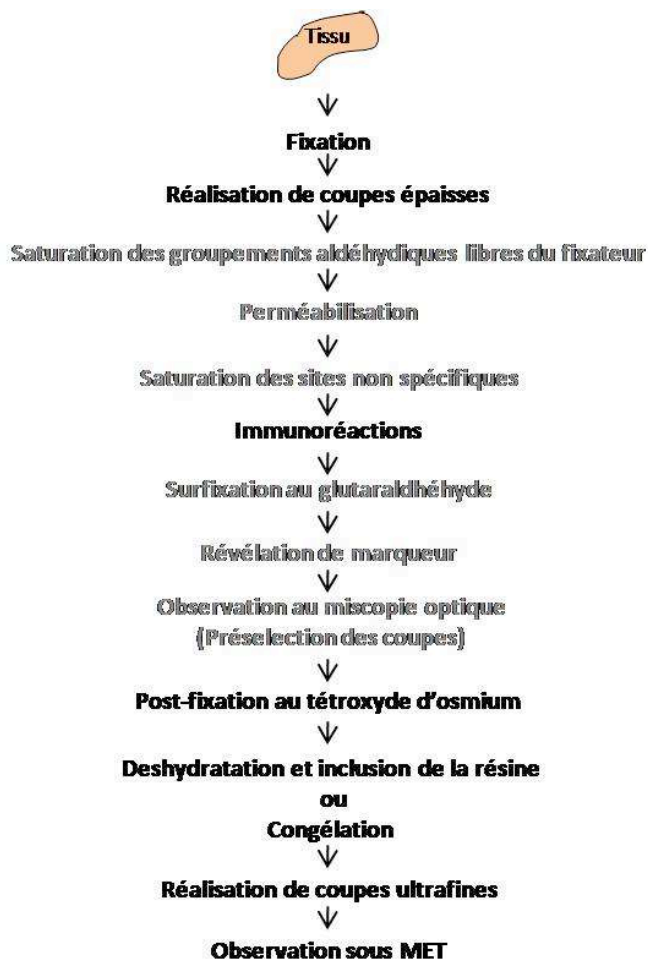 Tissu
Fixation
Réalisation de coupes épaisses
Saturation des groupements aldéhydiques libres du fixateur
Perméabilisation
Saturation des sites non spécifiques
Immunoréactions
Surfixation au glutaraldhéhyde
Révélation de marqueur
Observation au miscopie optique
(Préselection des coupes)
Post-fixation au tétroxyde d'osmium
Deshydratation et inclusion de la résine
ou
Congélation
Réalisation de coupes ultrafines
Observation sous MET